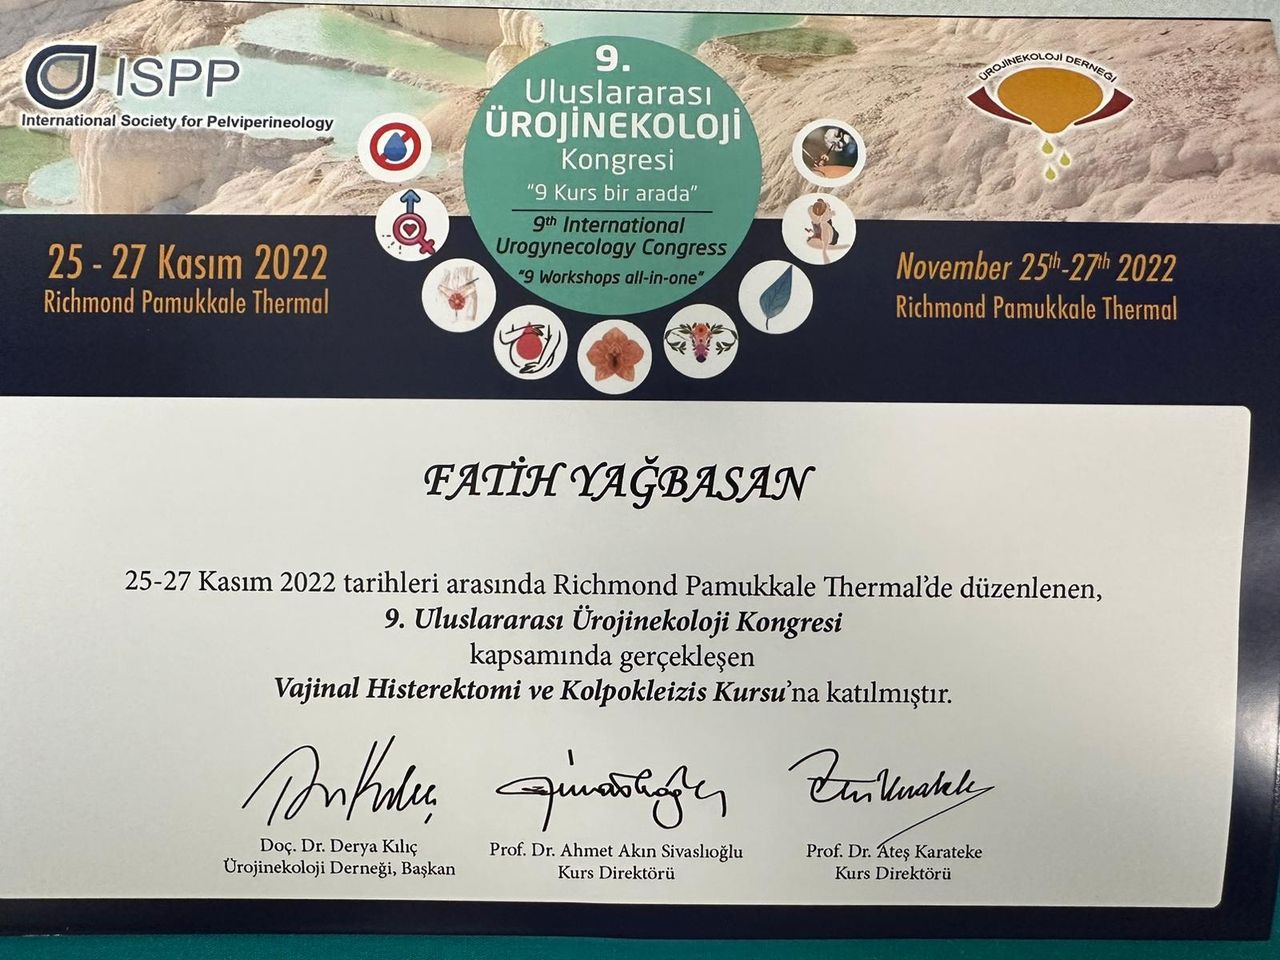 ISPP
International Society for Pelviperineology
9.
Uluslararası
ÜROJİNEKOLOJİ
Kongresi
"9 Kurs bir arada"
9th International
Urogynecology Congress
"9 Workshops all-in-one"
ÜROJİNEKOLOJİ DERNEĞİ
25 - 27 Kasım 2022
Richmond Pamukkale Thermal
November 25th-27th 2022
Richmond Pamukkale Thermal
FATİH YAĞBASAN
25-27 Kasım 2022 tarihleri arasında Richmond Pamukkale Thermal'de düzenlenen,
9. Uluslararası Ürojinekoloji Kongresi
kapsamında gerçekleşen
Vajinal Histerektomi ve Kolpokleizis Kursu'na katılmıştır.
Doç. Dr. Derya Kılıç
Ürojinekoloji Derneği, Başkan
Prof. Dr. Ahmet Akın Sivaslıoğlu
Kurs Direktörü
Prof. Dr. Ateş Karateke
Kurs Direktörü